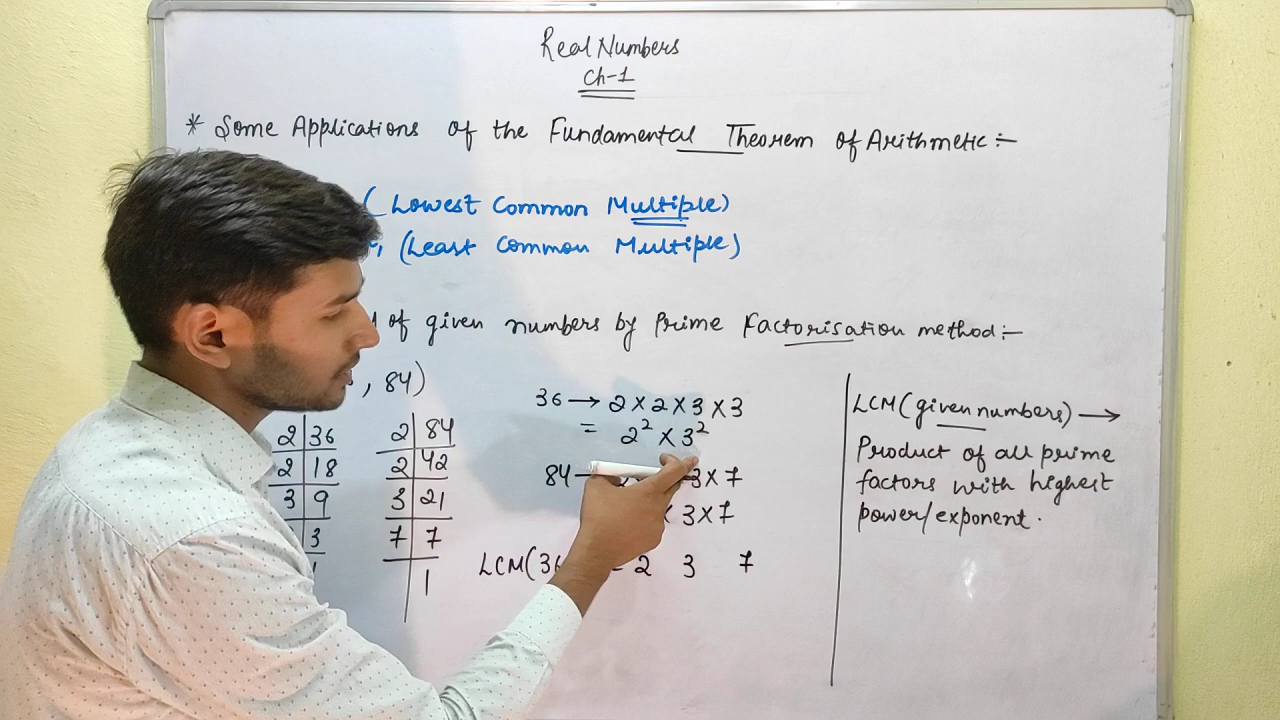 Real Numbers
Ch-1
* Some Applications of the Fundamental Theorem of Arithmetic :-
(Lowest Common Multiple)
(Least Common Multiple)
of given numbers by Prime Factorisation method :-
, 84)
2 | 36
2 | 18
3 | 9
3
2 | 84
2 | 42
3 | 21
7 | 7
1
36 → 2 × 2 × 3 × 3
= 2² × 3²
84 3 × 7
× 3 × 7
LCM(36 2 3 7
LCM (given numbers) →
Product of all prime
factors with highest
power/exponent.